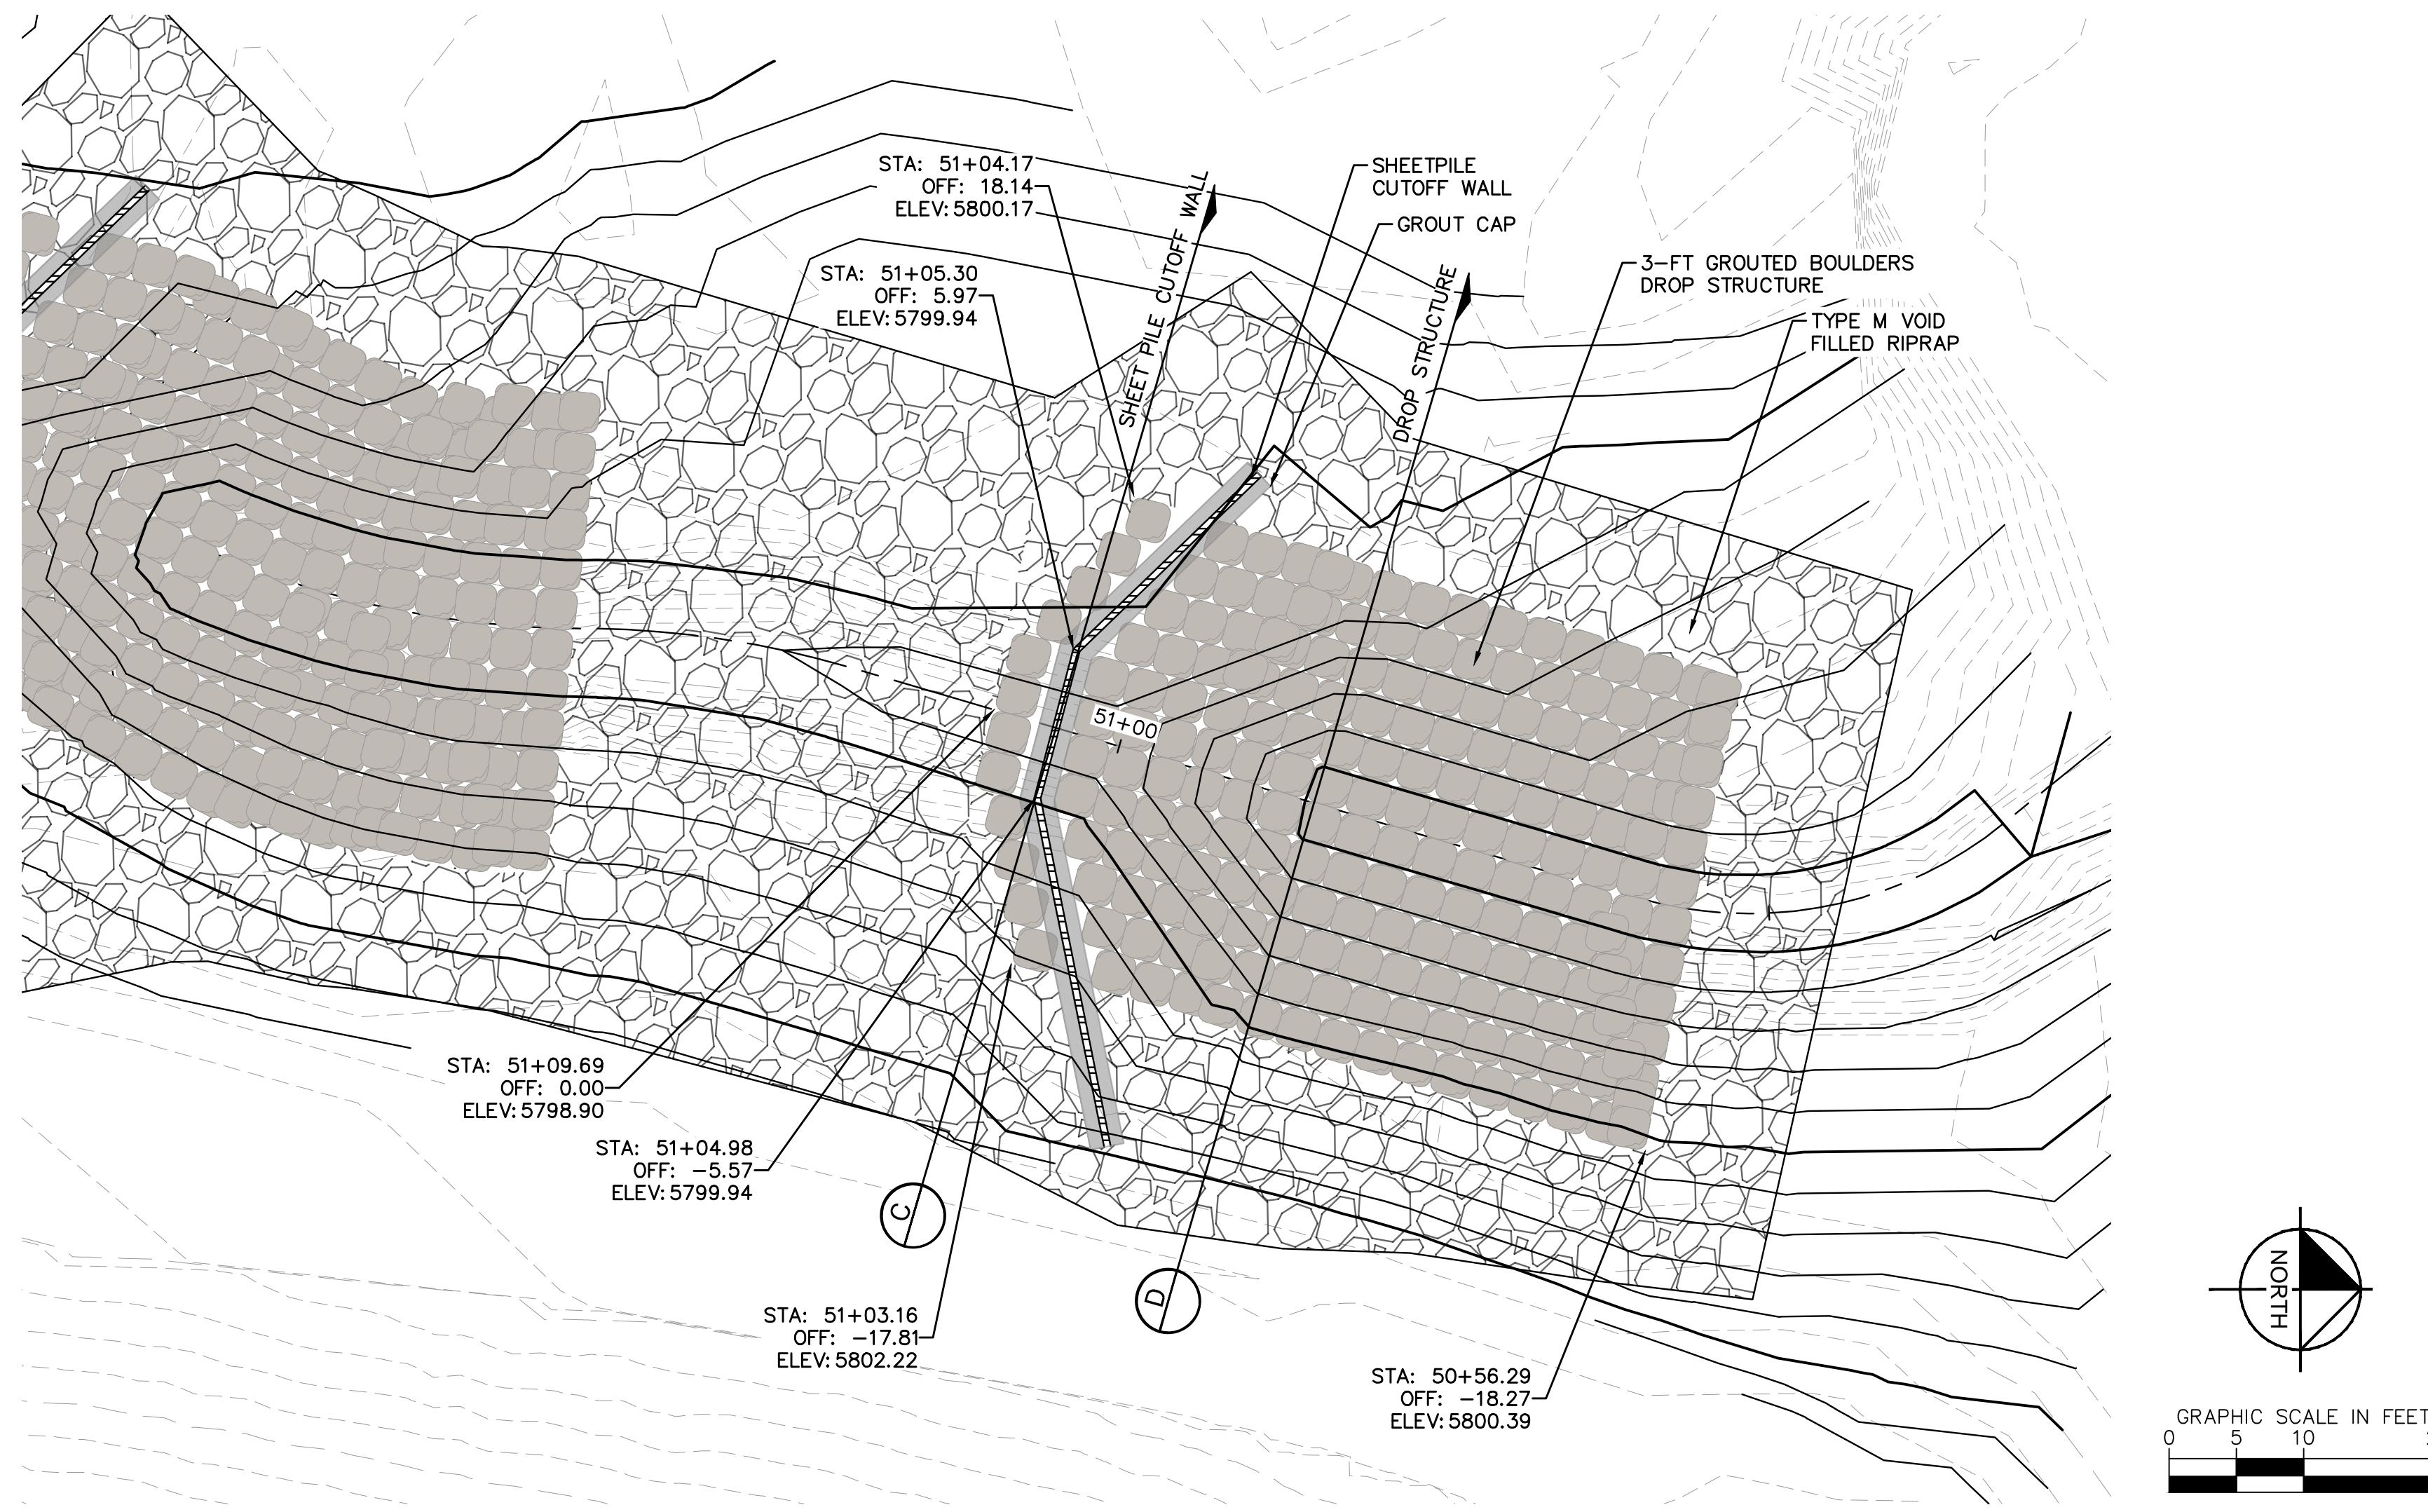 STA: 51+04.17
OFF: 18.14
ELEV: 5800.17
SHEETPILE
CUTOFF WALL
GROUT CAP
SHEET PILE CUTOFF WALL
STA: 51+05.30
OFF: 5.97
ELEV: 5799.94
DROP STRUCTURE
3-FT GROUTED BOULDERS
DROP STRUCTURE
TYPE M VOID
FILLED RIPRAP
51+00
STA: 51+09.69
OFF: 0.00
ELEV: 5798.90
STA: 51+04.98
OFF: -5.57
ELEV: 5799.94
C
D
STA: 51+03.16
OFF: -17.81
ELEV: 5802.22
STA: 50+56.29
OFF: -18.27
ELEV: 5800.39
NORTH
GRAPHIC SCALE IN FEET
0 5 10